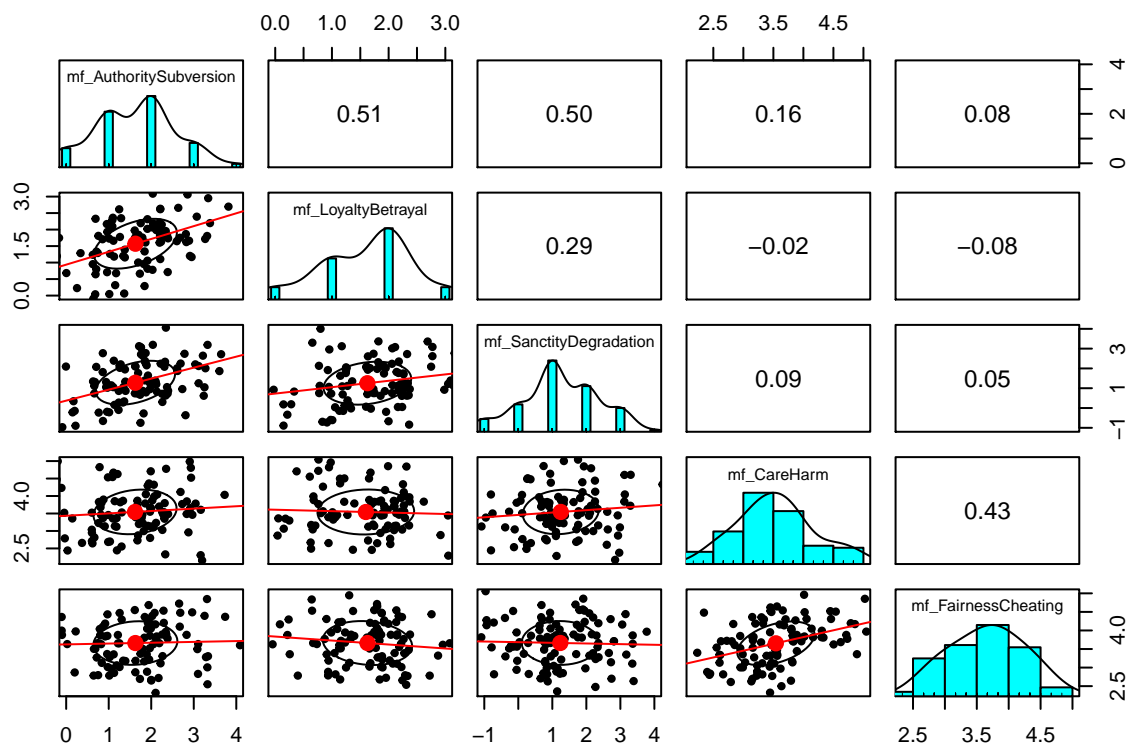 0.0 1.0 2.0 3.0 2.5 3.5 4.5
mf_AuthoritySubversion 0.51 0.50 0.16 0.08 0 2 4
0.0 1.5 3.0 mf_LoyaltyBetrayal 0.29 −0.02 −0.08
mf_SanctityDegradation 0.09 0.05 −1 1 3
2.5 4.0 mf_CareHarm 0.43
mf_FairnessCheating 2.5 4.0
0 1 2 3 4 −1 1 2 3 4 2.5 3.5 4.5